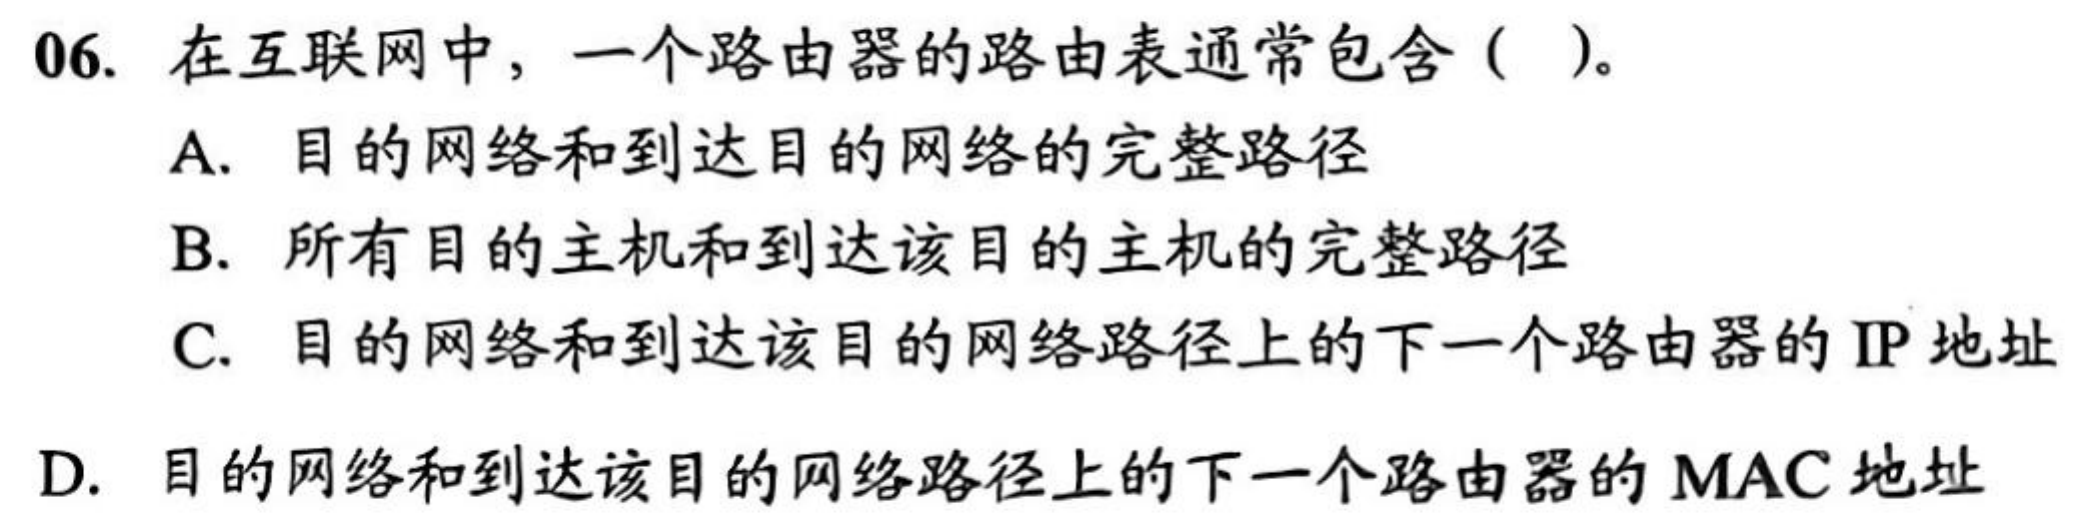 06. 在互联网中，一个路由器的路由表通常包含（ ）。
A. 目的网络和到达目的网络的完整路径
B. 所有目的主机和到达该目的主机的完整路径
C. 目的网络和到达该目的网络路径上的下一个路由器的 IP 地址
D. 目的网络和到达该目的网络路径上的下一个路由器的 MAC 地址